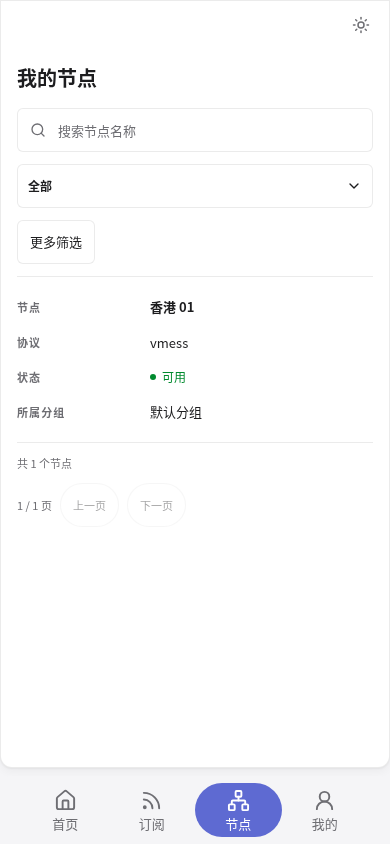 我的节点
搜索节点名称
全部
更多筛选
节点 香港 01
协议 vmess
状态 可用
所属分组 默认分组
共 1 个节点
1 / 1 页 上一页 下一页
首页 订阅 节点 我的